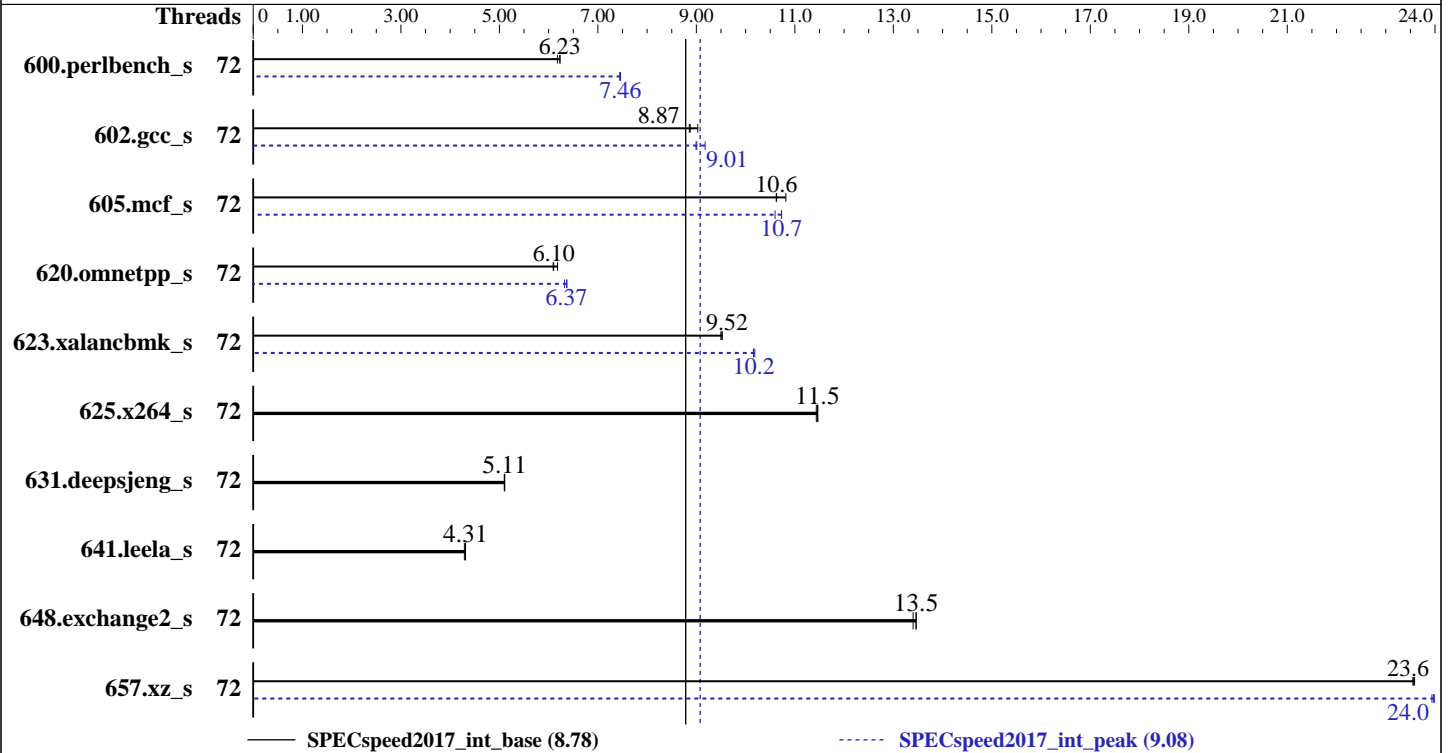 Threads 0 1.00 3.00 5.00 7.00 9.00 11.0 13.0 15.0 17.0 19.0 21.0 24.0
6.23
600.perlbench_s 72
7.46
8.87
602.gcc_s 72
9.01
10.6
605.mcf_s 72
10.7
6.10
620.omnetpp_s 72
6.37
9.52
623.xalancbmk_s 72
10.2
11.5
625.x264_s 72
5.11
631.deepsjeng_s 72
4.31
641.leela_s 72
13.5
648.exchange2_s 72
23.6
657.xz_s 72
24.0
SPECspeed2017_int_base (8.78) SPECspeed2017_int_peak (9.08)